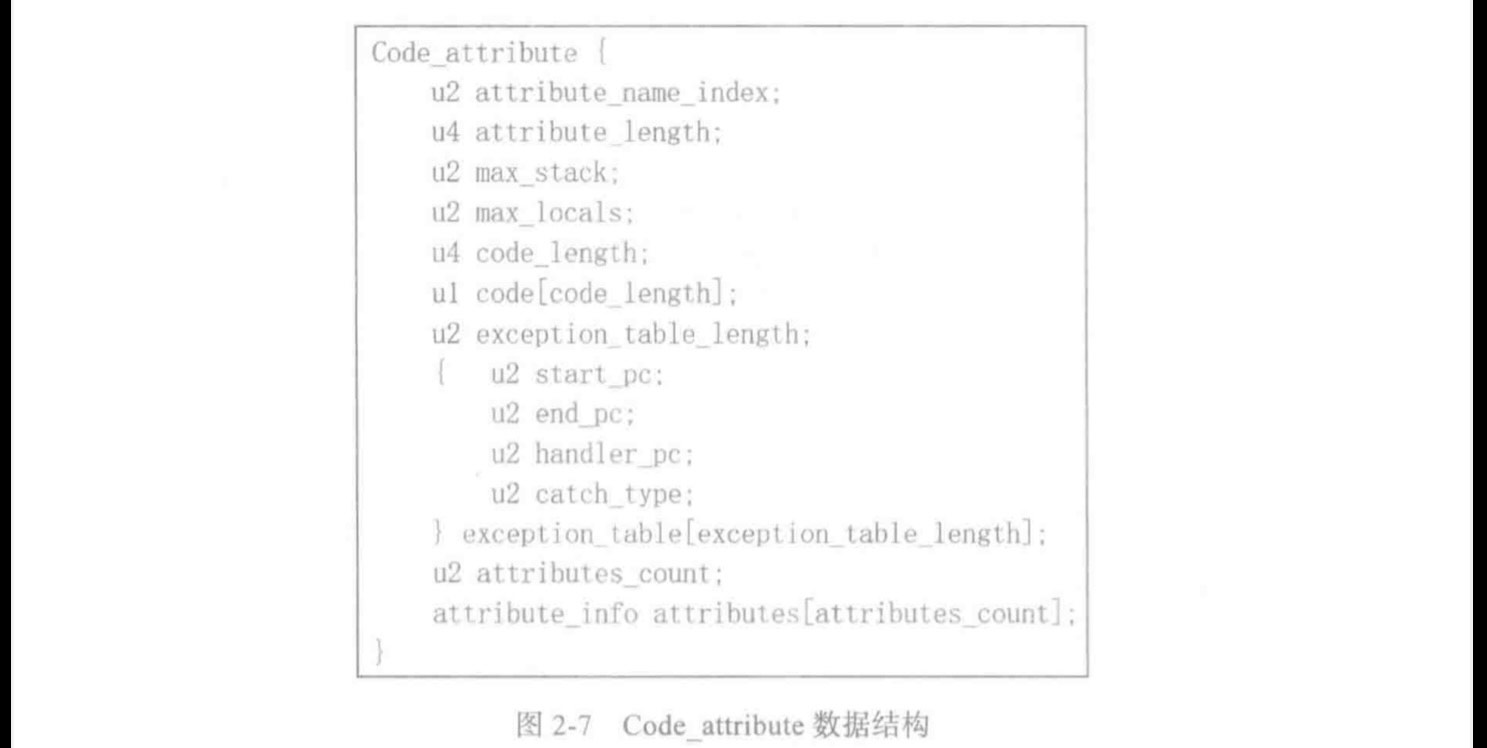 Code_attribute {
u2 attribute_name_index;
u4 attribute_length;
u2 max_stack;
u2 max_locals;
u4 code_length;
u1 code[code_length];
u2 exception_table_length;
{ u2 start_pc;
u2 end_pc;
u2 handler_pc;
u2 catch_type;
} exception_table[exception_table_length];
u2 attributes_count;
attribute_info attributes[attributes_count];
}
图 2-7 Code_attribute 数据结构